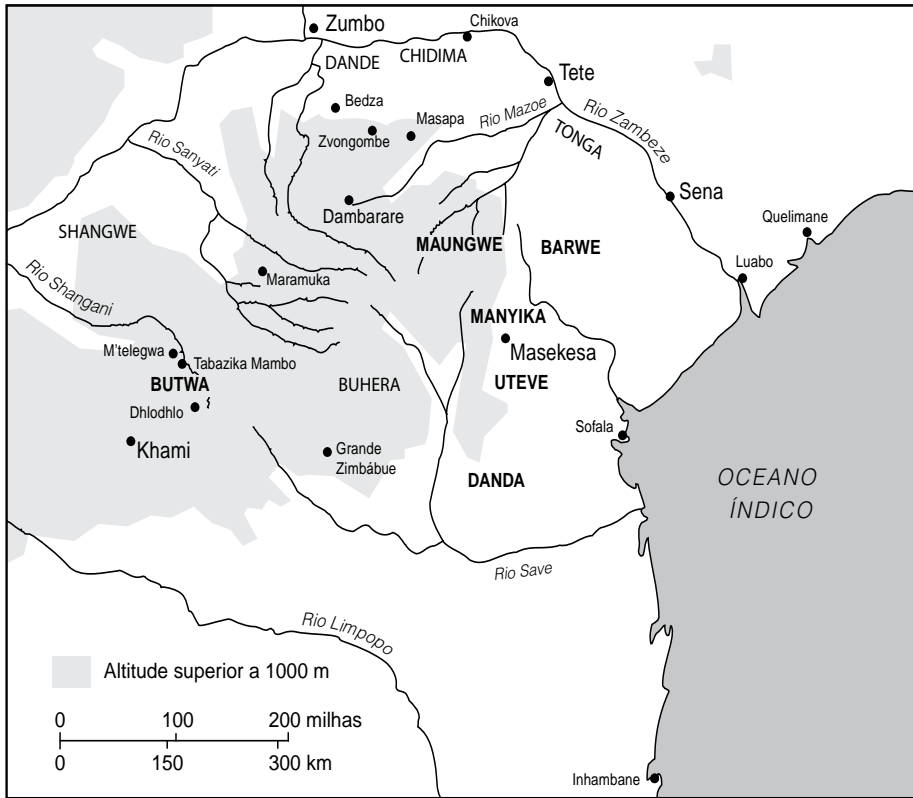 Zumbo
Chikova
DANDE
CHIDIMA
Tete
Bedza
Zvongombe
Masapa
Rio Mazoe
Rio Zambeze
TONGA
Rio Sanyati
Dambarare
Sena
Quelimane
SHANGWE
MAUNGWE
BARWE
Luabo
Maramuka
Rio Shangani
MANYIKA
Masekesa
M'telegwa
Tabazika Mambo
BUTWA
BUHERA
UTEVE
Dhlodhlo
Khami
Grande
Zimbábue
Sofala
DANDA
OCEANO
ÍNDICO
Rio Save
Rio Limpopo
Altitude superior a 1000 m
0 100 200 milhas
0 150 300 km
Inhambane